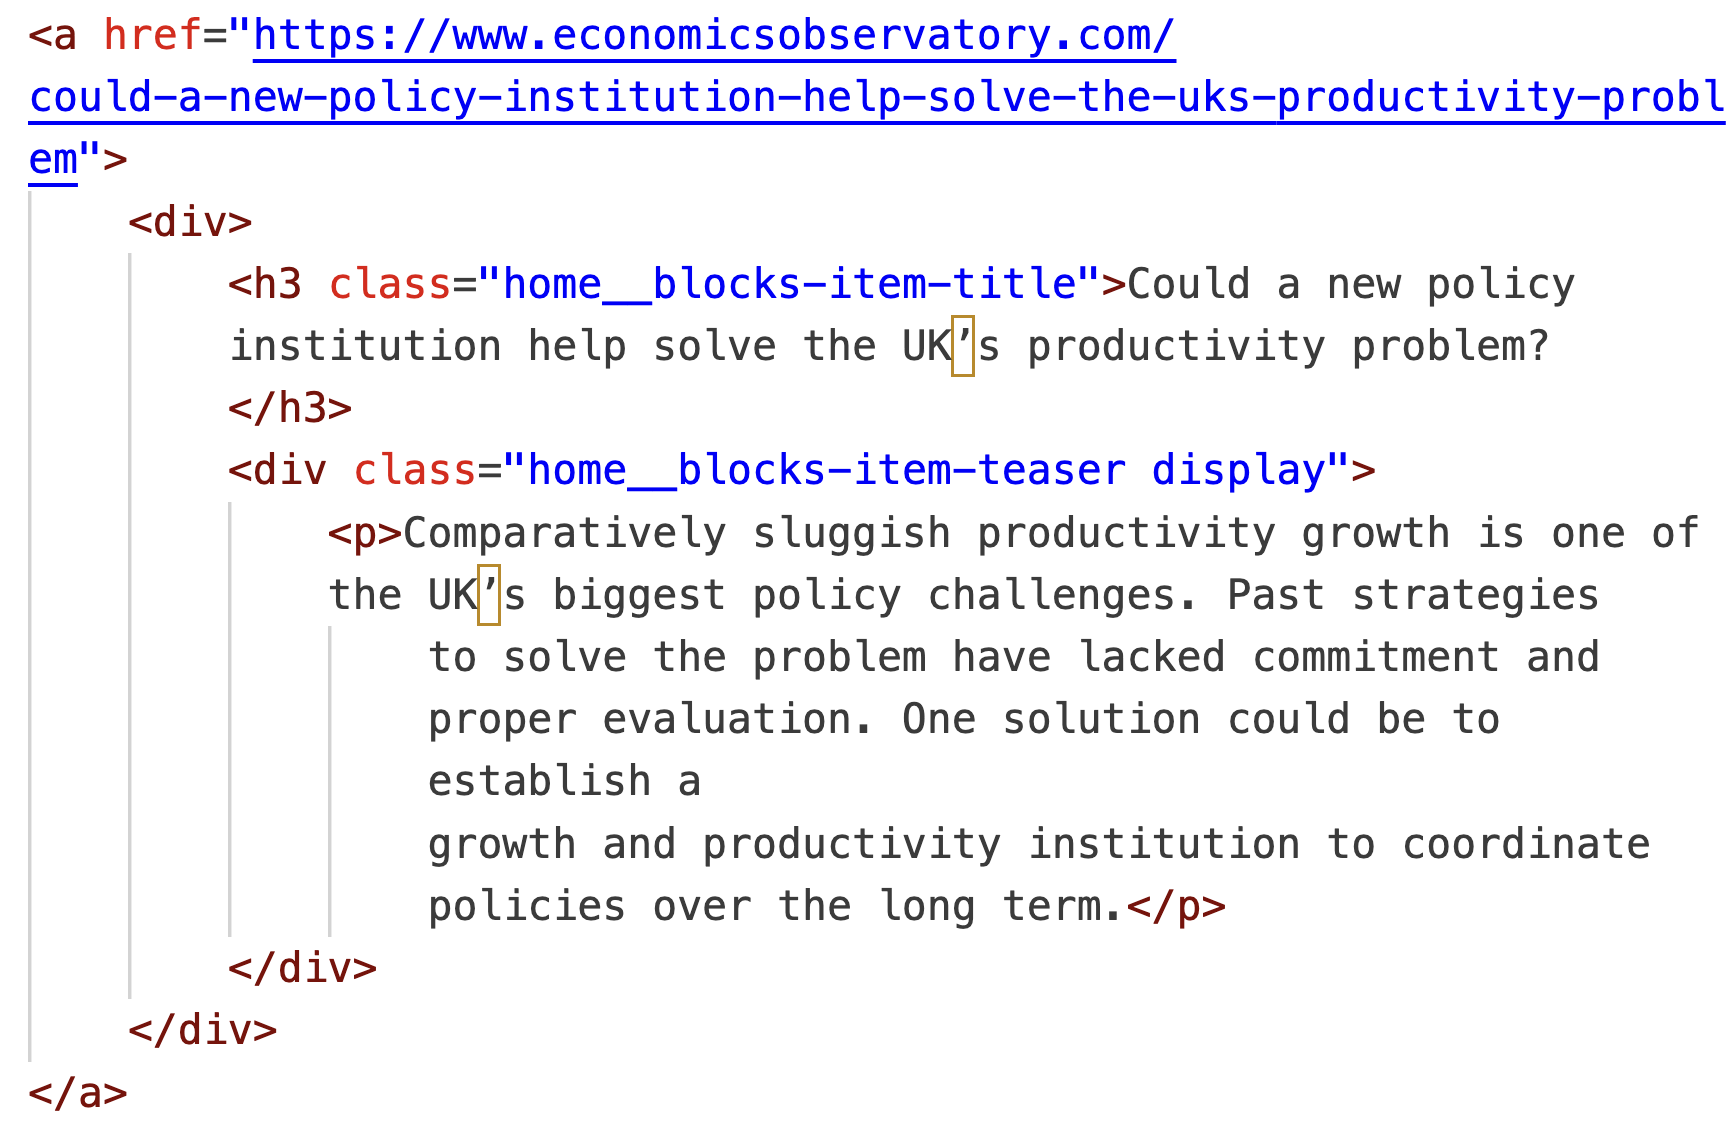 <a href="https://www.economicsobservatory.com/
could-a-new-policy-institution-help-solve-the-uks-productivity-probl
em">
<div>
<h3 class="home__blocks-item-title">Could a new policy
institution help solve the UK’s productivity problem?
</h3>
<div class="home__blocks-item-teaser display">
<p>Comparatively sluggish productivity growth is one of
the UK’s biggest policy challenges. Past strategies
to solve the problem have lacked commitment and
proper evaluation. One solution could be to
establish a
growth and productivity institution to coordinate
policies over the long term.</p>
</div>
</div>
</a>